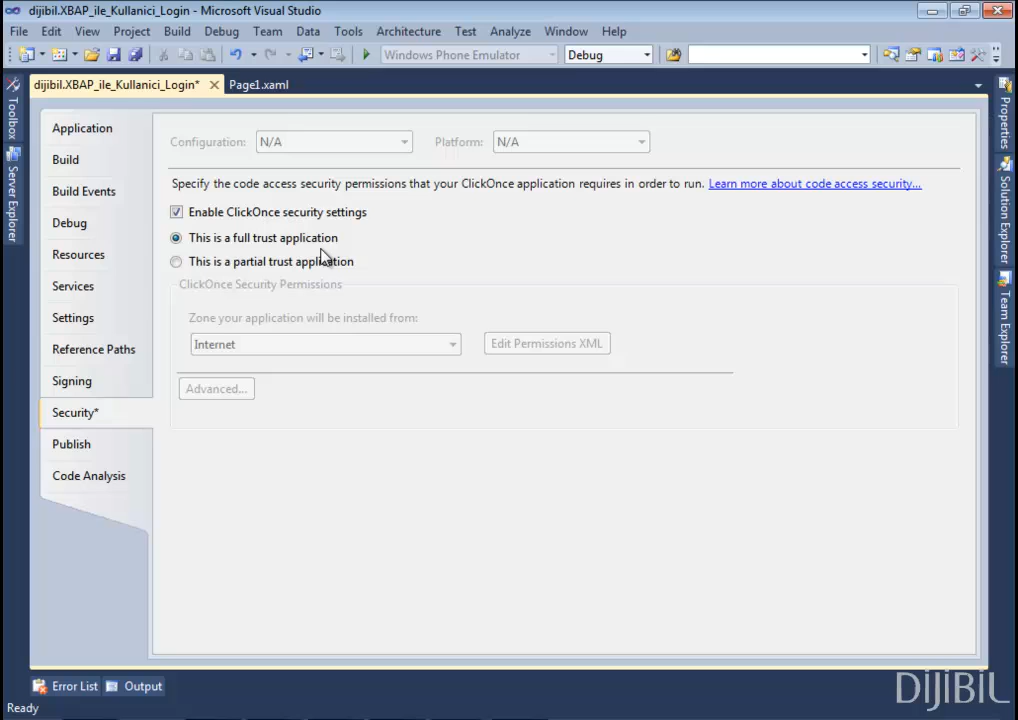 dijibil.XBAP_ile_Kullanici_Login - Microsoft Visual Studio
File Edit View Project Build Debug Team Data Tools Architecture Test Analyze Window Help
Windows Phone Emulator Debug
dijibil.XBAP_ile_Kullanici_Login* Page1.xaml
Toolbox
Server Explorer
Application
Build
Build Events
Debug
Resources
Services
Settings
Reference Paths
Signing
Security*
Publish
Code Analysis
Configuration: N/A Platform: N/A
Specify the code access security permissions that your ClickOnce application requires in order to run. Learn more about code access security...
Enable ClickOnce security settings
This is a full trust application
This is a partial trust application
ClickOnce Security Permissions
Zone your application will be installed from:
Internet Edit Permissions XML
Advanced...
Properties
Solution Explorer
Team Explorer
Error List Output
Ready
DIJIBIL